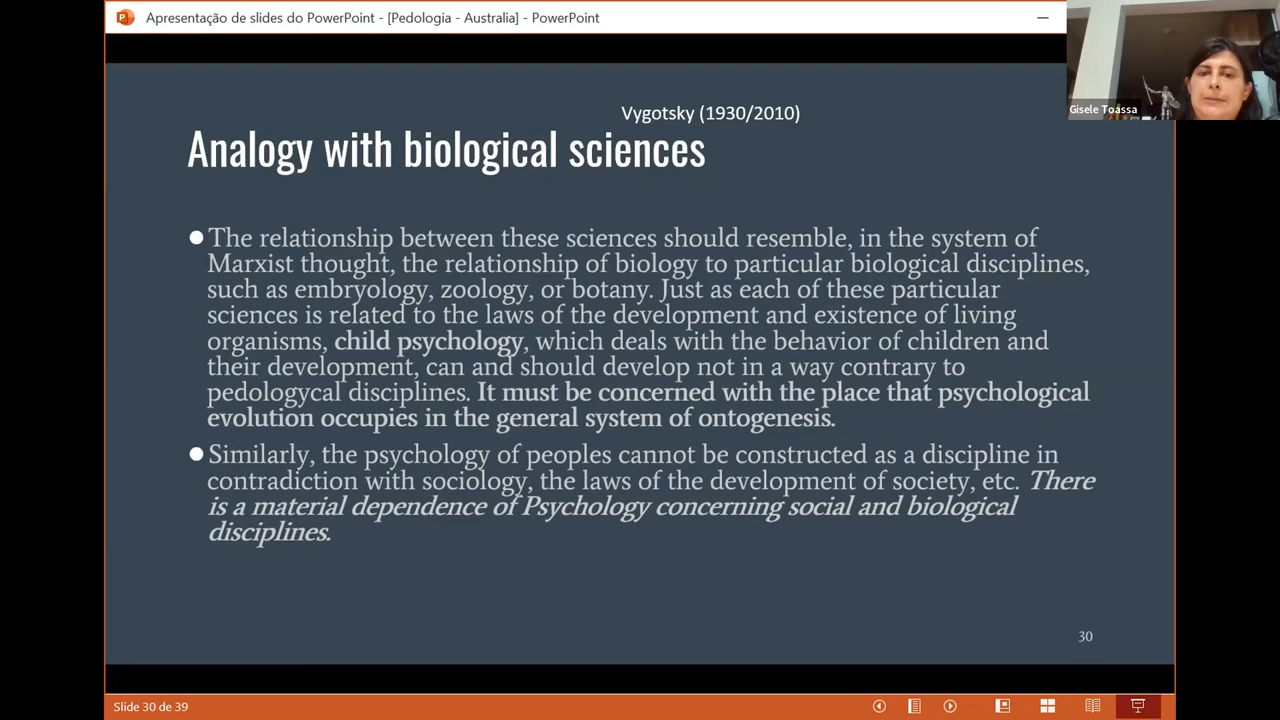 Apresentação de slides do PowerPoint - [Pedologia - Australia] - PowerPoint
Gisele Toassa
Vygotsky (1930/2010)
Analogy with biological sciences
The relationship between these sciences should resemble, in the system of
Marxist thought, the relationship of biology to particular biological disciplines,
such as embryology, zoology, or botany. Just as each of these particular
sciences is related to the laws of the development and existence of living
organisms, child psychology, which deals with the behavior of children and
their development, can and should develop not in a way contrary to
pedologycal disciplines. It must be concerned with the place that psychological
evolution occupies in the general system of ontogenesis.
Similarly, the psychology of peoples cannot be constructed as a discipline in
contradiction with sociology, the laws of the development of society, etc. There
is a material dependence of Psychology concerning social and biological
disciplines.
30
Slide 30 de 39